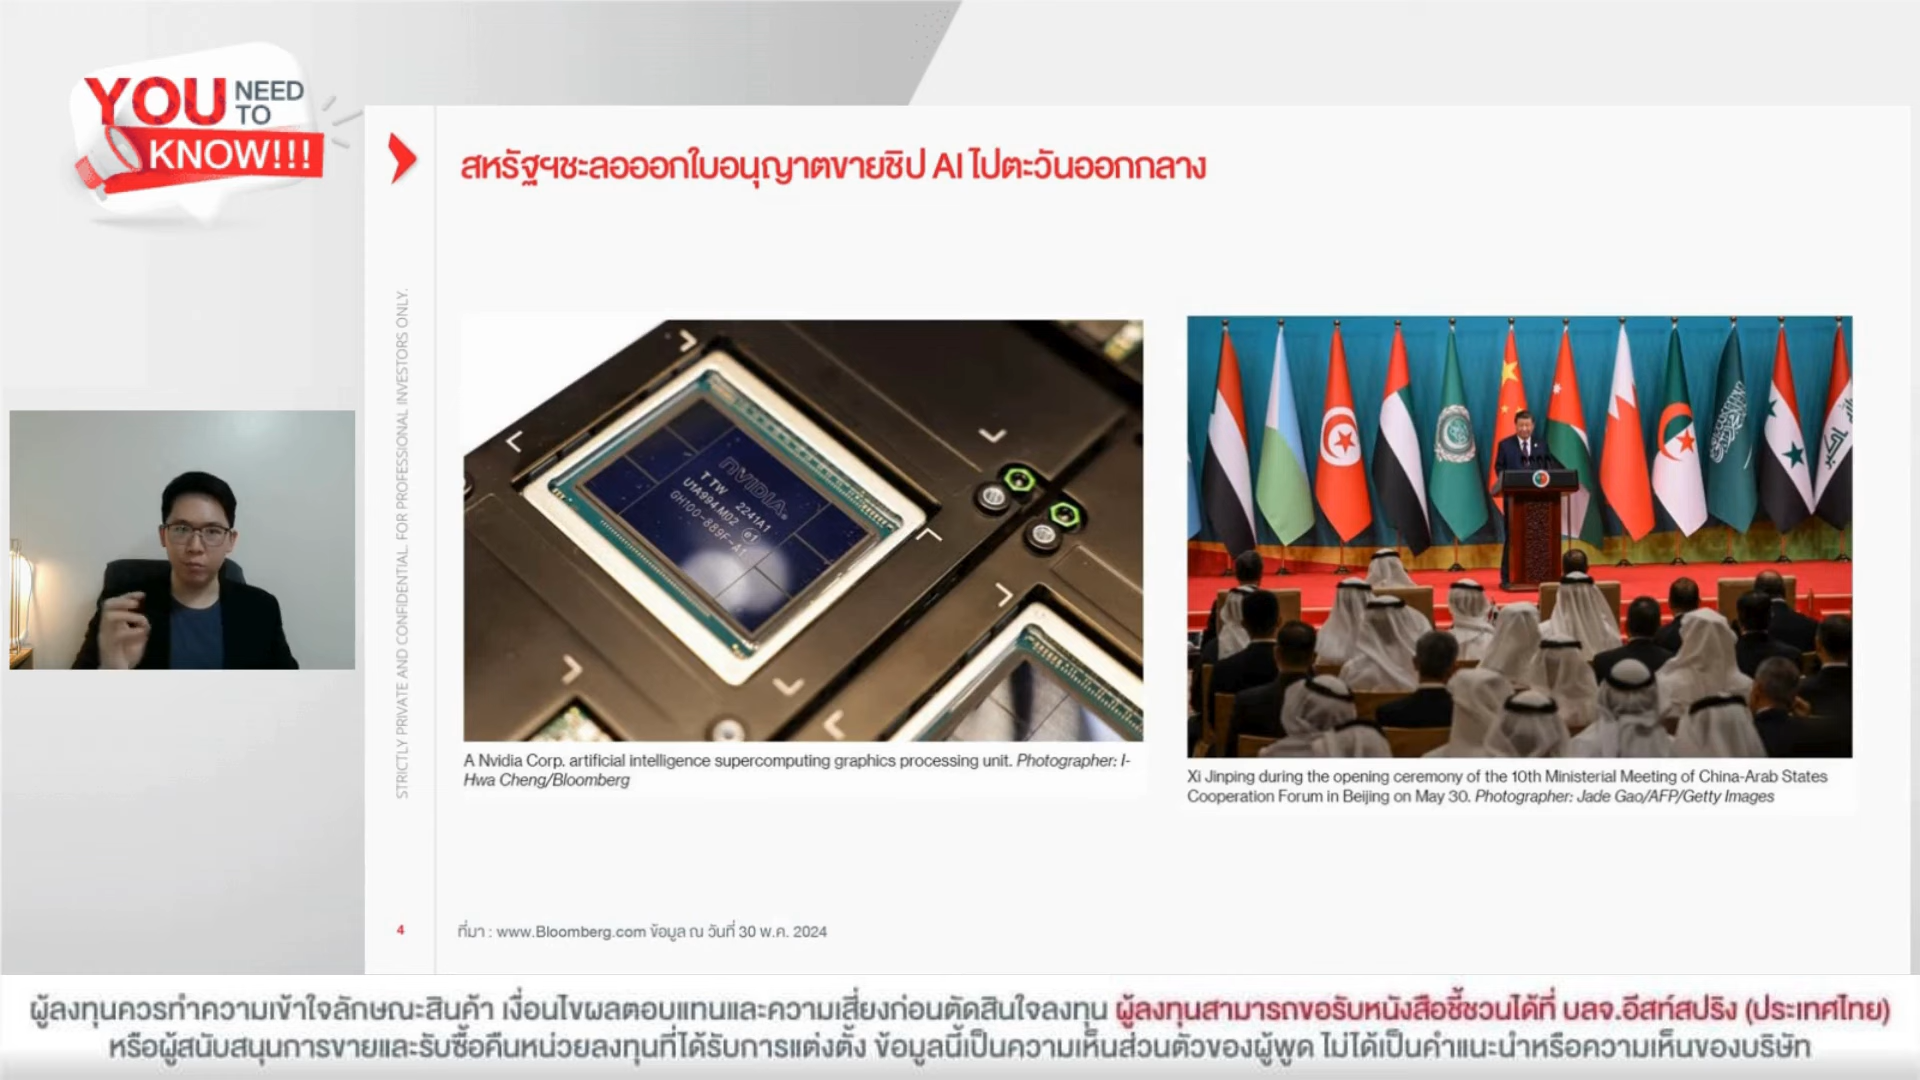 YOU NEED
TO
KNOW!!!
สหรัฐฯชะลอออกใบอนุญาตขายชิป AI ไปตะวันออกกลาง
STRICTLY PRIVATE AND CONFIDENTIAL. FOR PROFESSIONAL INVESTORS ONLY.
NVIDIA
TTW 2241A1
U1A994.M02 e1
GH100-889F-A1
A Nvidia Corp. artificial intelligence supercomputing graphics processing unit. Photographer: I-
Hwa Cheng/Bloomberg
Xi Jinping during the opening ceremony of the 10th Ministerial Meeting of China-Arab States
Cooperation Forum in Beijing on May 30. Photographer: Jade Gao/AFP/Getty Images
4
ที่มา : www.Bloomberg.com ข้อมูล ณ วันที่ 30 พ.ค. 2024
ผู้ลงทุนควรทำความเข้าใจลักษณะสินค้า เงื่อนไขผลตอบแทนและความเสี่ยงก่อนตัดสินใจลงทุน ผู้ลงทุนสามารถขอรับหนังสือชี้ชวนได้ที่ บลจ.อีสท์สปริง (ประเทศไทย)
หรือผู้สนับสนุนการขายและรับซื้อคืนหน่วยลงทุนที่ได้รับการแต่งตั้ง ข้อมูลนี้เป็นความเห็นส่วนตัวของผู้พูด ไม่ได้เป็นคำแนะนำหรือความเห็นของบริษัท